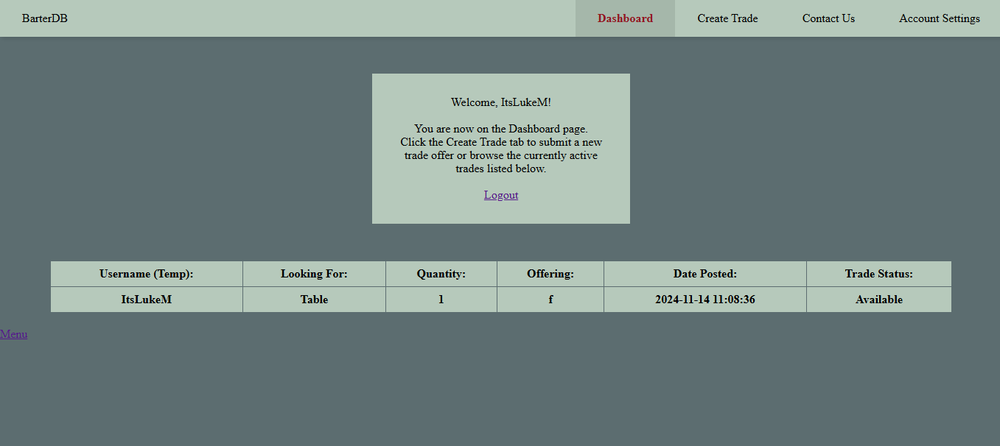 BarterDB Dashboard Create Trade Contact Us Account Settings
Welcome, ItsLukeM!
You are now on the Dashboard page.
Click the Create Trade tab to submit a new
trade offer or browse the currently active
trades listed below.
Logout
Username (Temp): Looking For: Quantity: Offering: Date Posted: Trade Status:
ItsLukeM Table 1 f 2024-11-14 11:08:36 Available
Menu